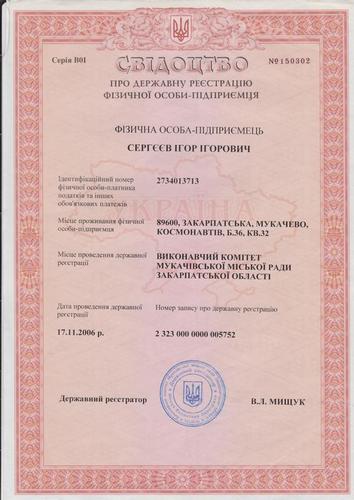 Серія В01
№150302
СВІДОЦТВО
ПРО ДЕРЖАВНУ РЕЄСТРАЦІЮ
ФІЗИЧНОЇ ОСОБИ-ПІДПРИЄМЦЯ
ФІЗИЧНА ОСОБА-ПІДПРИЄМЕЦЬ
СЕРГЄЄВ ІГОР ІГОРОВИЧ
Ідентифікаційний номер
фізичної особи-платника
податків та інших
обов'язкових платежів
2734013713
Місце проживання фізичної
особи-підприємця
89600, ЗАКАРПАТСЬКА, МУКАЧЕВО,
КОСМОНАВТІВ, Б.36, КВ.32
Місце проведення державної
реєстрації
ВИКОНАВЧИЙ КОМІТЕТ
МУКАЧІВСЬКОЇ МІСЬКОЇ РАДИ
ЗАКАРПАТСЬКОЇ ОБЛАСТІ
УКРАЇНА
Дата проведення державної
реєстрації
Номер запису про державну реєстрацію
17.11.2006 р.
2 323 000 0000 005752
Державний реєстратор
В.Л. МИЩУК